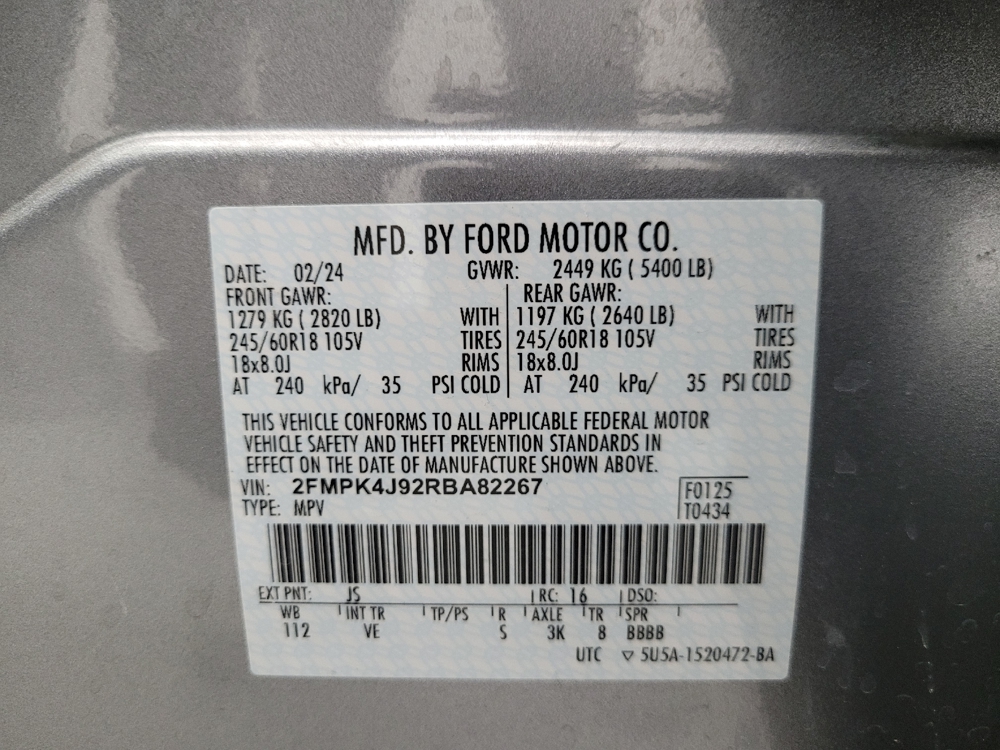 MFD. BY FORD MOTOR CO.
DATE: 02/24 GVWR: 2449 KG ( 5400 LB)
FRONT GAWR: REAR GAWR:
1279 KG ( 2820 LB) WITH 1197 KG ( 2640 LB) WITH
245/60R18 105V TIRES 245/60R18 105V TIRES
18x8.0J RIMS 18x8.0J RIMS
AT 240 kPa/ 35 PSI COLD AT 240 kPa/ 35 PSI COLD
THIS VEHICLE CONFORMS TO ALL APPLICABLE FEDERAL MOTOR
VEHICLE SAFETY AND THEFT PREVENTION STANDARDS IN
EFFECT ON THE DATE OF MANUFACTURE SHOWN ABOVE.
VIN: 2FMPK4J92RBA82267 F0125
TYPE: MPV T0434
EXT PNT: JS RC: 16 DSO:
WB INT TR TP/PS R AXLE TR SPR
112 VE S 3K 8 BBBB
UTC ▽ 5U5A-1520472-BA